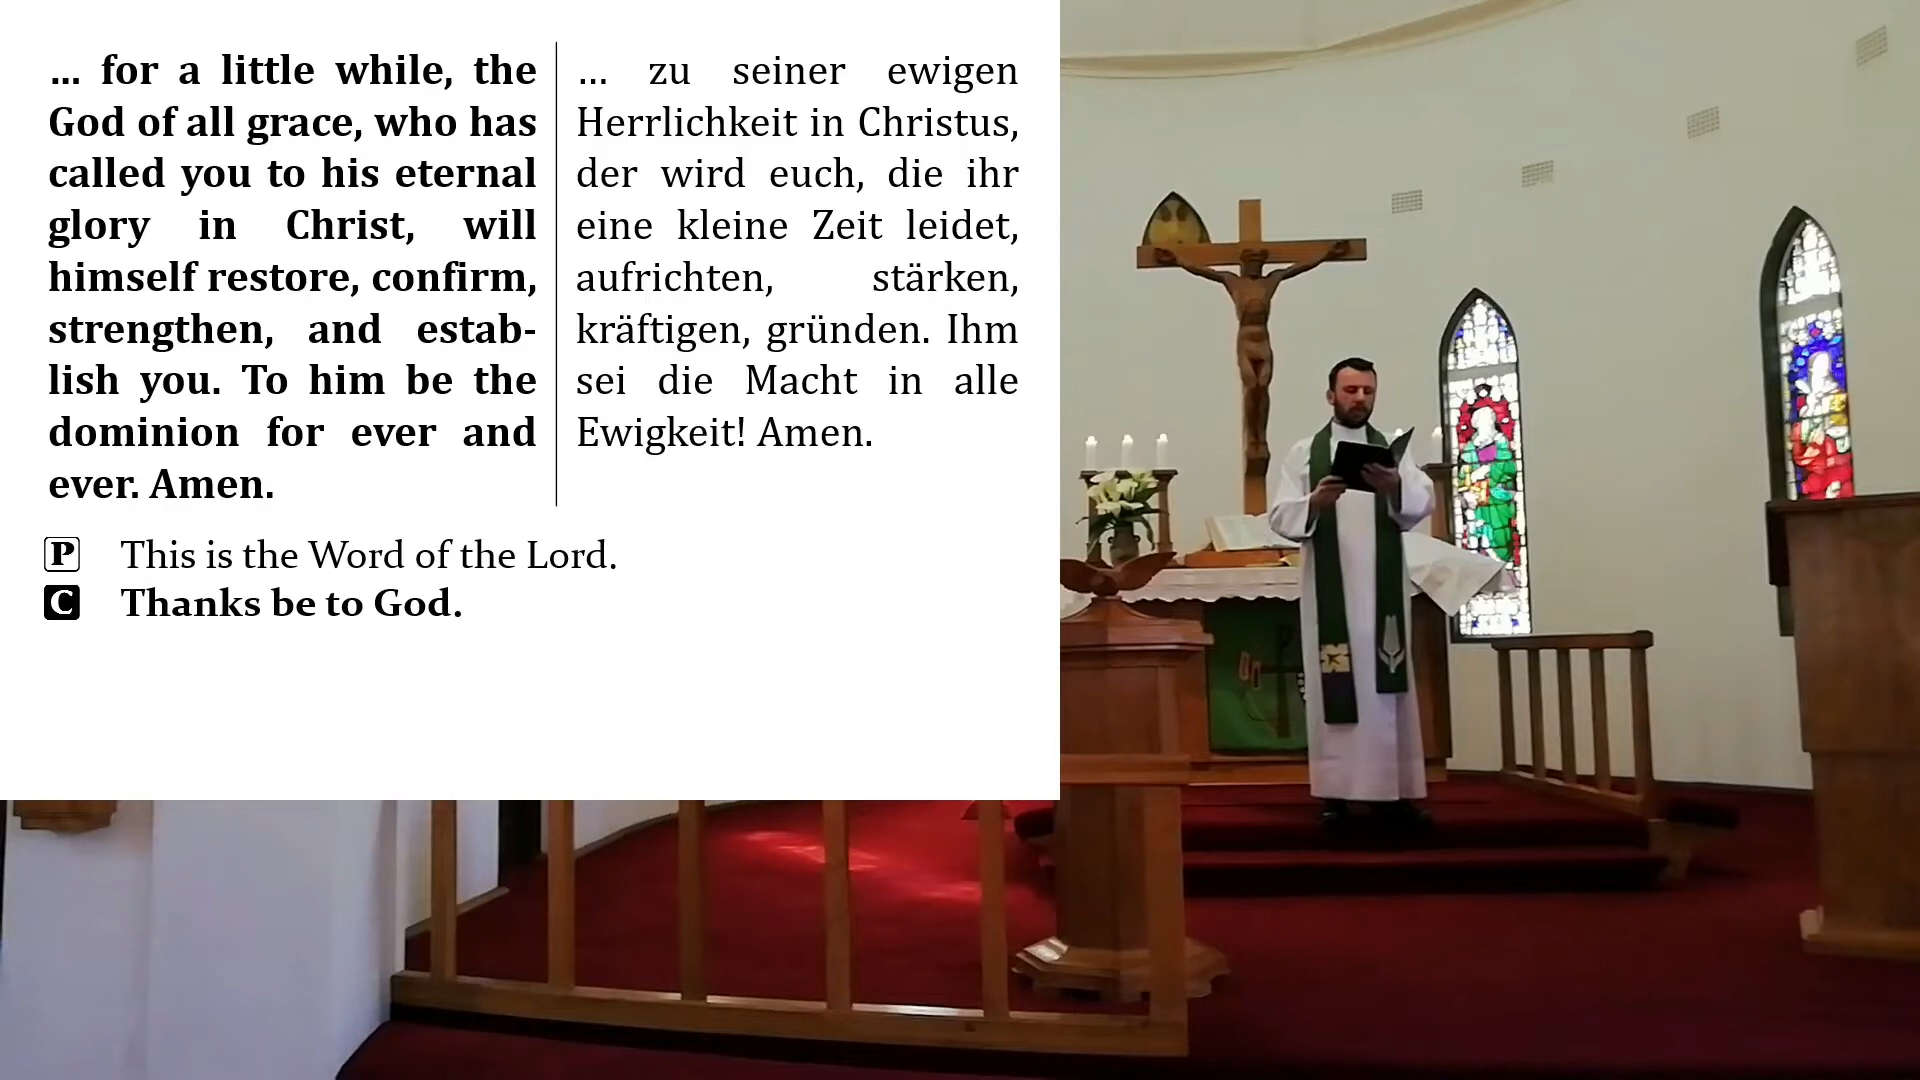 ... for a little while, the
God of all grace, who has
called you to his eternal
glory in Christ, will
himself restore, confirm,
strengthen, and estab-
lish you. To him be the
dominion for ever and
ever. Amen.
... zu seiner ewigen
Herrlichkeit in Christus,
der wird euch, die ihr
eine kleine Zeit leidet,
aufrichten, stärken,
kräftigen, gründen. Ihm
sei die Macht in alle
Ewigkeit! Amen.
P This is the Word of the Lord.
C Thanks be to God.